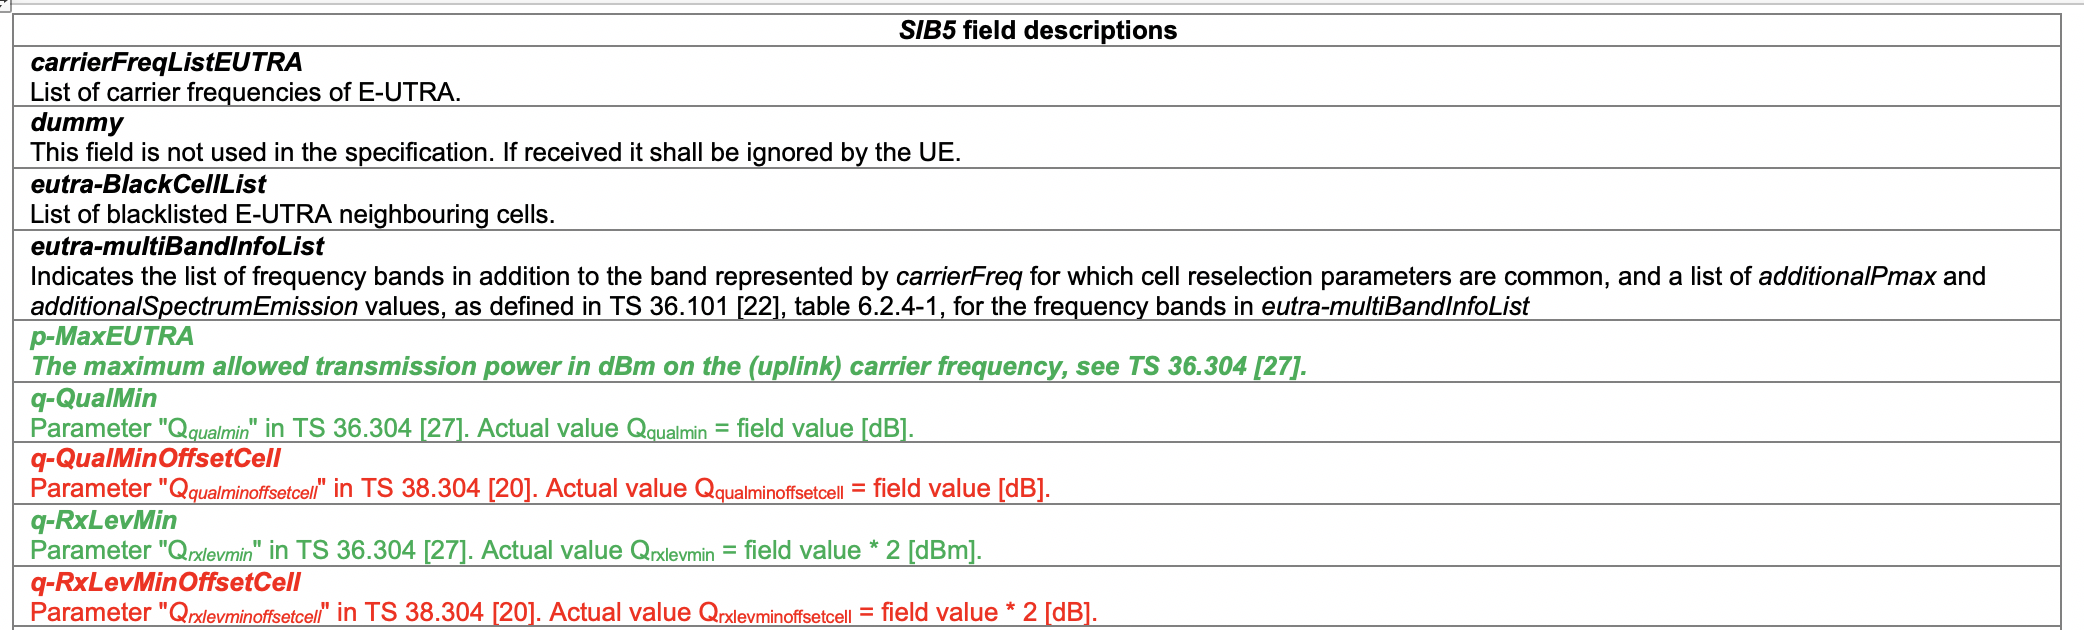 SIB5 field descriptions
carrierFreqListEUTRA
List of carrier frequencies of E-UTRA.
dummy
This field is not used in the specification. If received it shall be ignored by the UE.
eutra-BlackCellList
List of blacklisted E-UTRA neighbouring cells.
eutra-multiBandInfoList
Indicates the list of frequency bands in addition to the band represented by carrierFreq for which cell reselection parameters are common, and a list of additionalPmax and
additionalSpectrumEmission values, as defined in TS 36.101 [22], table 6.2.4-1, for the frequency bands in eutra-multiBandInfoList
p-MaxEUTRA
The maximum allowed transmission power in dBm on the (uplink) carrier frequency, see TS 36.304 [27].
q-QualMin
Parameter "Qqualmin" in TS 36.304 [27]. Actual value Qqualmin = field value [dB].
q-QualMinOffsetCell
Parameter "Qqualminoffsetcell" in TS 38.304 [20]. Actual value Qqualminoffsetcell = field value [dB].
q-RxLevMin
Parameter "Qrxlevmin" in TS 36.304 [27]. Actual value Qrxlevmin = field value * 2 [dBm].
q-RxLevMinOffsetCell
Parameter "Qrxlevminoffsetcell" in TS 38.304 [20]. Actual value Qrxlevminoffsetcell = field value * 2 [dB].